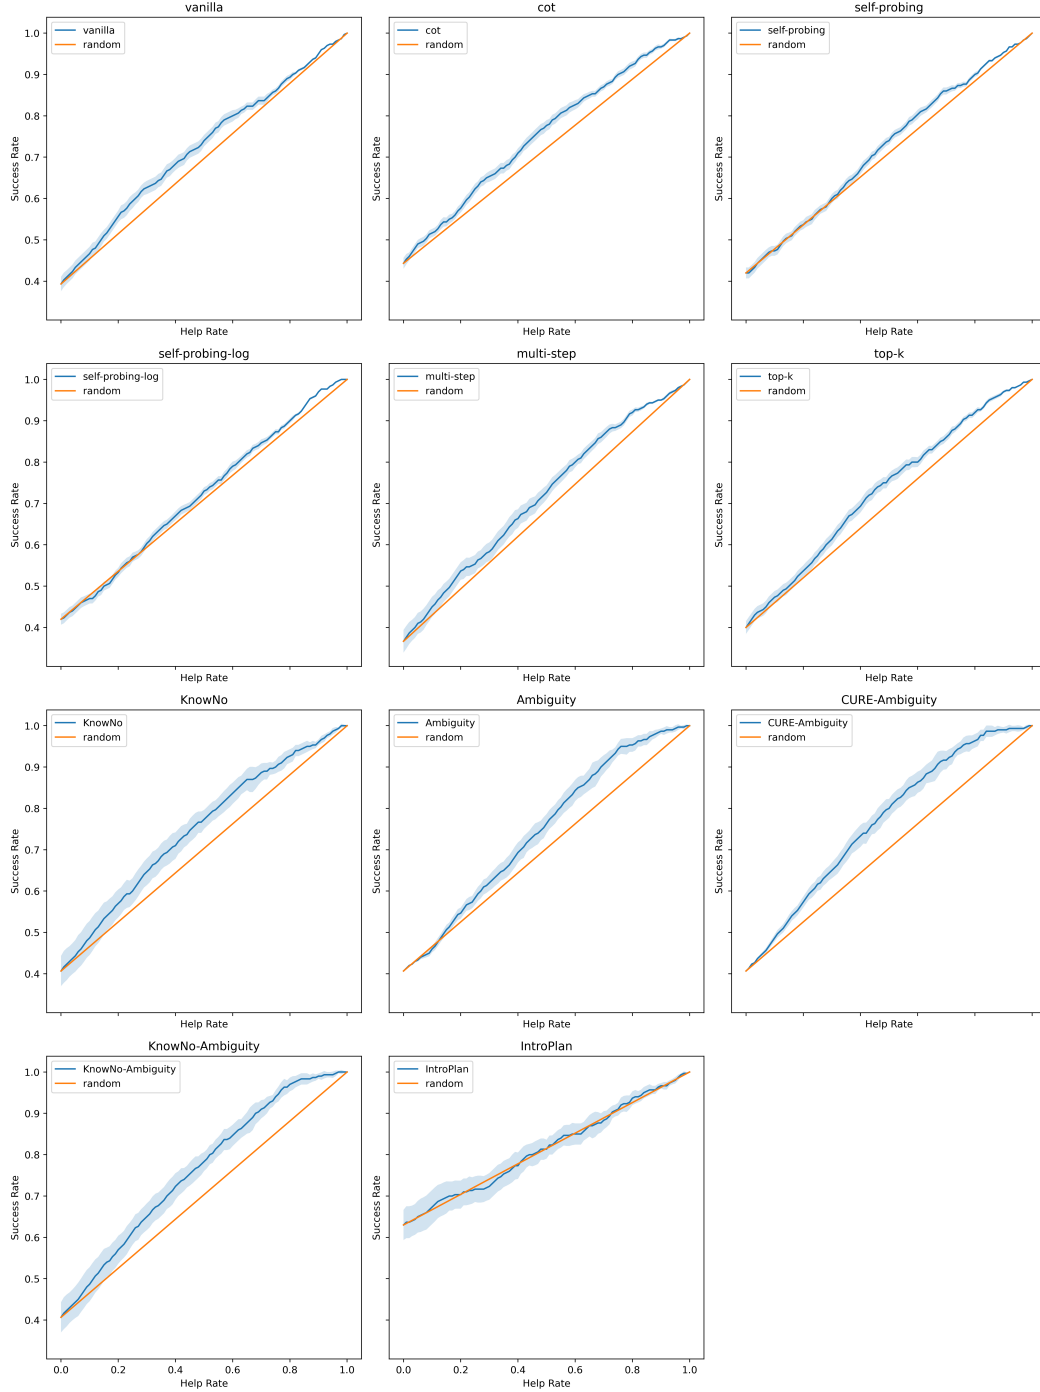 vanilla
cot
self-probing
vanilla
random
cot
random
self-probing
random
1.0
0.9
0.8
0.7
0.6
0.5
0.4
Success Rate
Success Rate
Success Rate
Help Rate
Help Rate
Help Rate
self-probing-log
multi-step
top-k
self-probing-log
random
multi-step
random
top-k
random
1.0
0.9
0.8
0.7
0.6
0.5
0.4
Success Rate
Success Rate
Success Rate
Help Rate
Help Rate
Help Rate
KnowNo
Ambiguity
CURE-Ambiguity
KnowNo
random
Ambiguity
random
CURE-Ambiguity
random
1.0
0.9
0.8
0.7
0.6
0.5
0.4
Success Rate
Success Rate
Success Rate
Help Rate
Help Rate
Help Rate
KnowNo-Ambiguity
IntroPlan
KnowNo-Ambiguity
random
IntroPlan
random
1.0
0.9
0.8
0.7
0.6
0.5
0.4
Success Rate
Success Rate
0.0 0.2 0.4 0.6 0.8 1.0
0.0 0.2 0.4 0.6 0.8 1.0
Help Rate
Help Rate